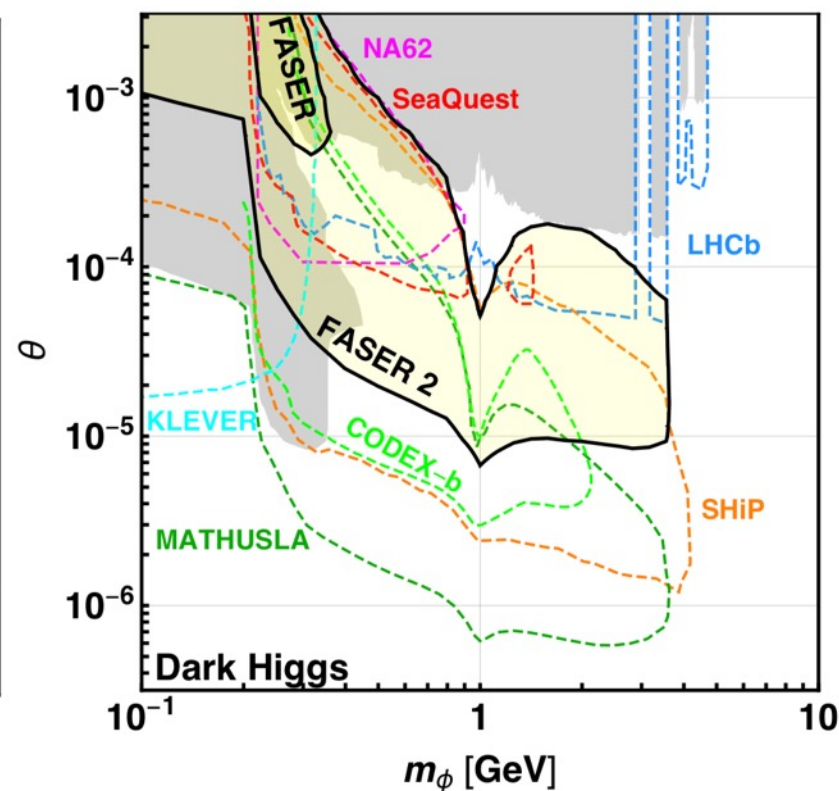 NA62
FASER
SeaQuest
10⁻³
LHCb
10⁻⁴
θ
FASER 2
KLEVER
10⁻⁵
CODEX-b
SHiP
MATHUSLA
10⁻⁶
Dark Higgs
10⁻¹ 1 10
mϕ [GeV]